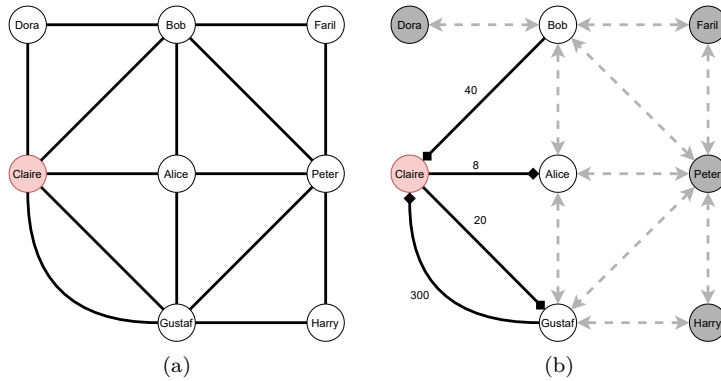 Dora Bob Faril
Claire Alice Peter
Gustaf Harry
(a)
Dora Bob Faril
40
Claire 8 Alice Peter
20
300
Gustaf Harry
(b)